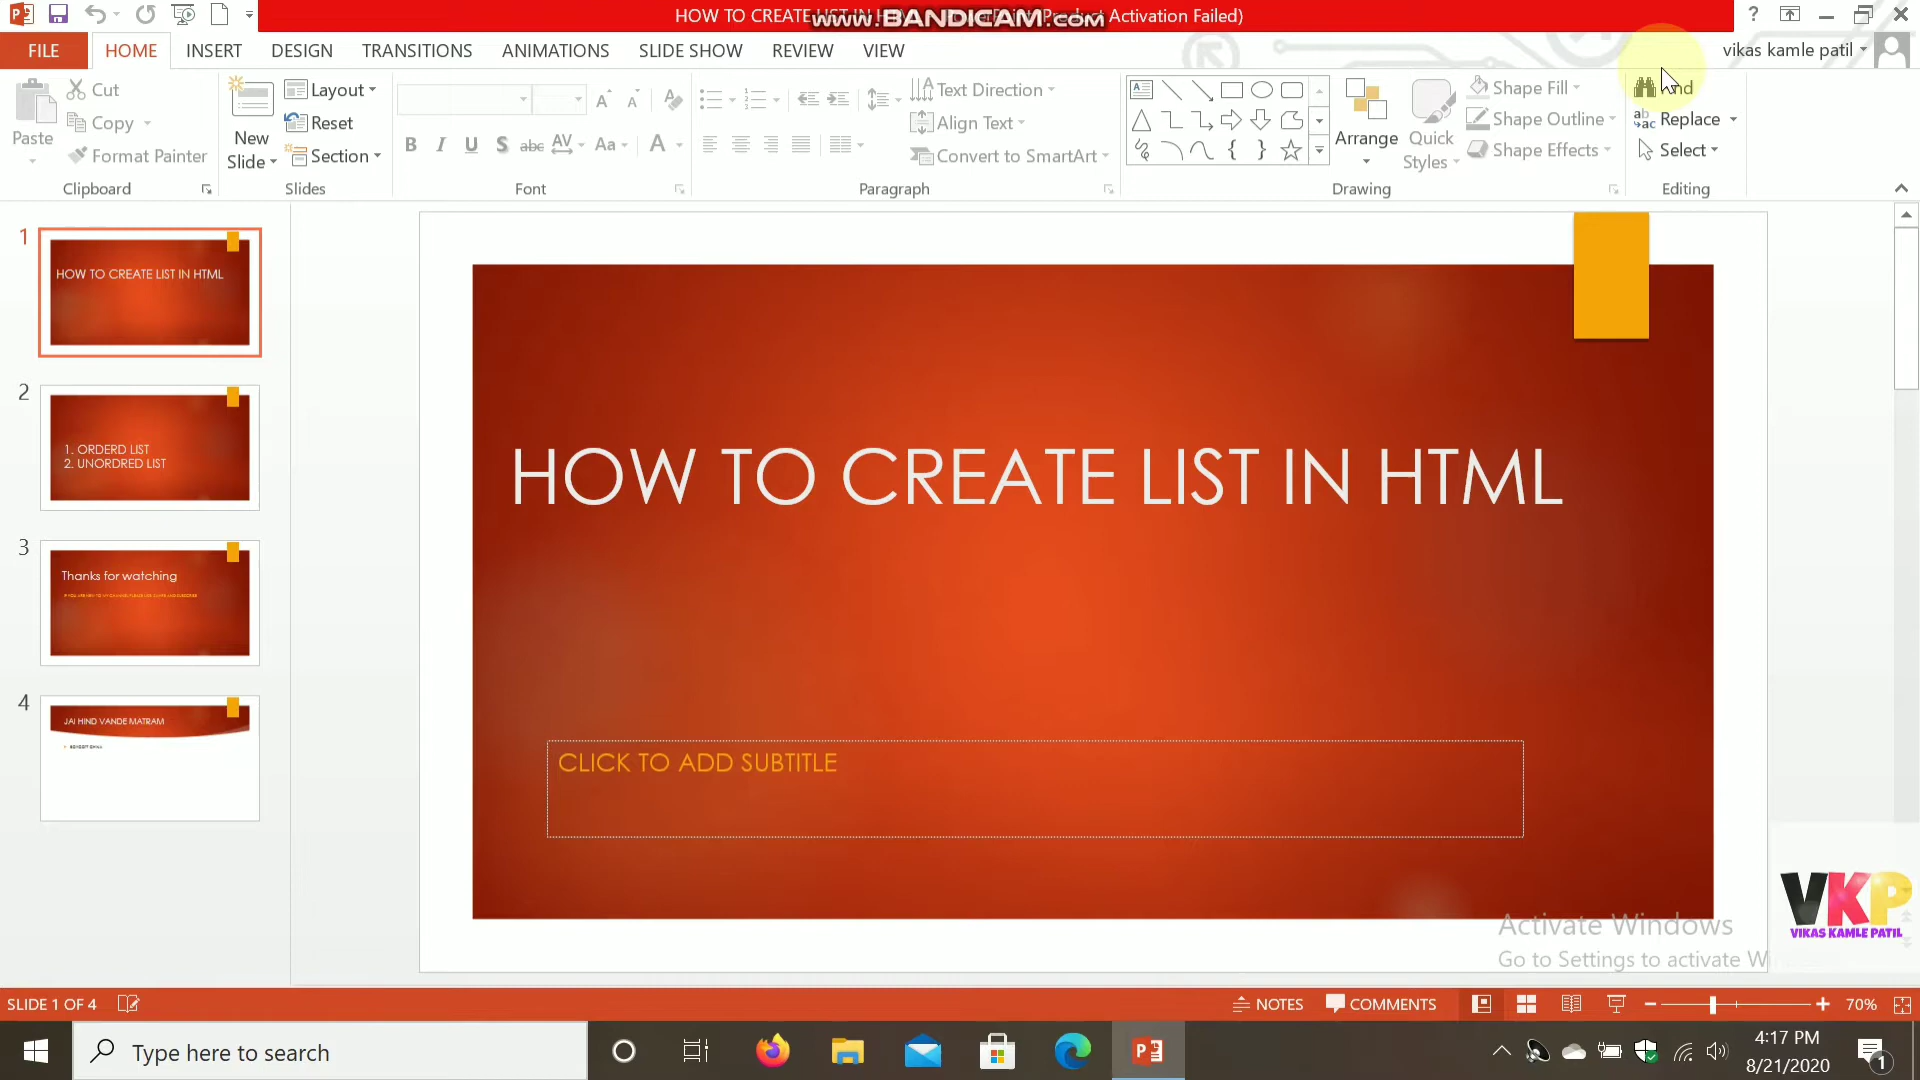 HOW TO CREATE LIST IN
Activation Failed)
www.BANDICAM.com
FILE
HOME
INSERT
DESIGN
TRANSITIONS
ANIMATIONS
SLIDE SHOW
REVIEW
VIEW
vikas kamle patil
Paste
Cut
Copy
Format Painter
Clipboard
New
Slide
Layout
Reset
Section
Slides
Font
Text Direction
Align Text
Convert to SmartArt
Paragraph
Arrange
Quick
Styles
Shape Fill
Shape Outline
Shape Effects
Drawing
Replace
Select
Editing
1
HOW TO CREATE LIST IN HTML
2
1. ORDERD LIST
2. UNORDRED LIST
3
Thanks for watching
4
JAI HIND VANDE MATRAM
HOW TO CREATE LIST IN HTML
CLICK TO ADD SUBTITLE
Activate Windows
Go to Settings to activate W
VKP
VIKAS KAMLE PATIL
SLIDE 1 OF 4
NOTES
COMMENTS
70%
Type here to search
4:17 PM
8/21/2020
1